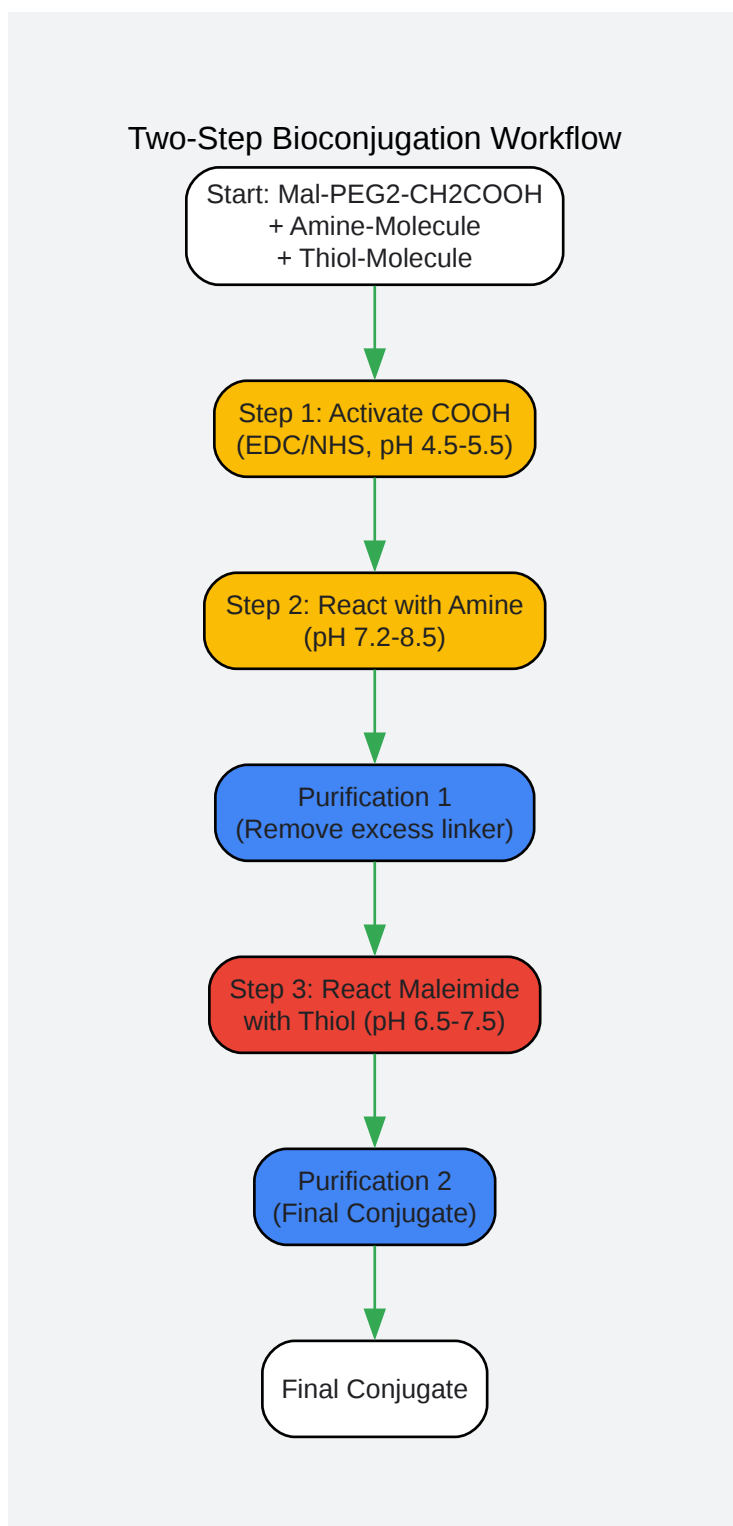 Two-Step Bioconjugation Workflow
Start: Mal-PEG2-CH2COOH
+ Amine-Molecule
+ Thiol-Molecule
Step 1: Activate COOH
(EDC/NHS, pH 4.5-5.5)
Step 2: React with Amine
(pH 7.2-8.5)
Purification 1
(Remove excess linker)
Step 3: React Maleimide
with Thiol (pH 6.5-7.5)
Purification 2
(Final Conjugate)
Final Conjugate